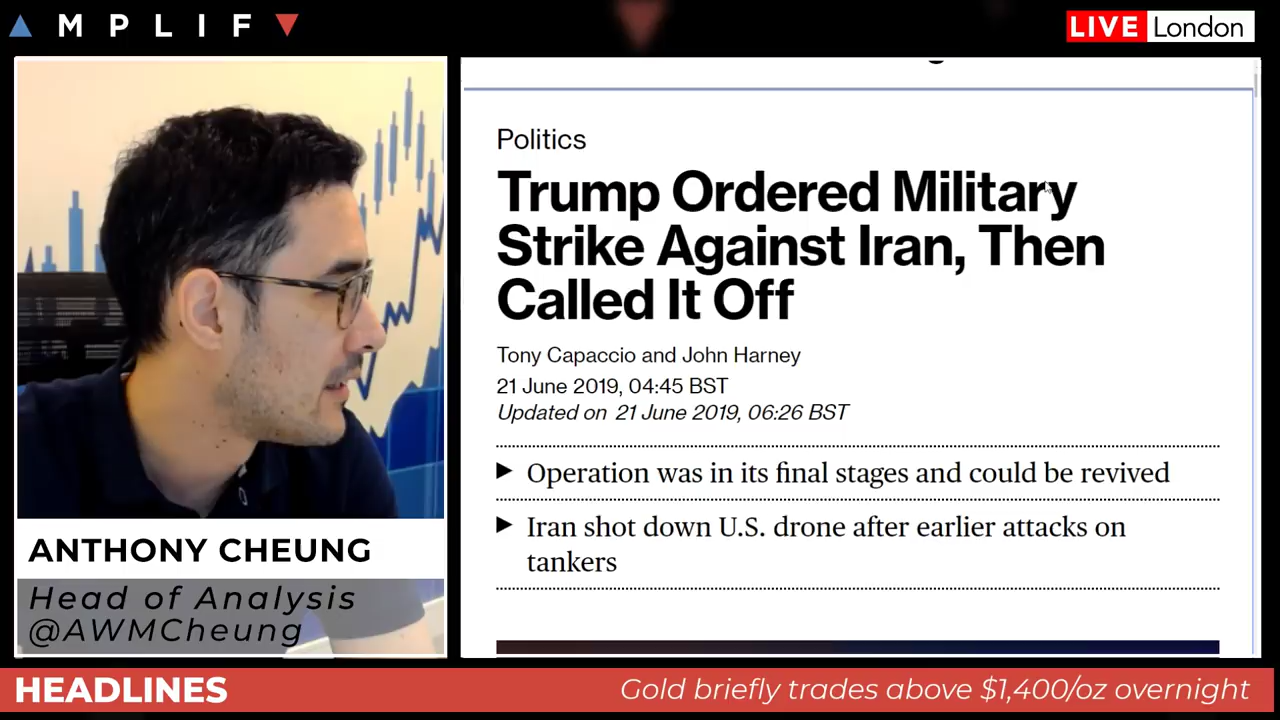 MPLIF
LIVE London
Politics
Trump Ordered Military
Strike Against Iran, Then
Called It Off
Tony Capaccio and John Harney
21 June 2019, 04:45 BST
Updated on 21 June 2019, 06:26 BST
Operation was in its final stages and could be revived
Iran shot down U.S. drone after earlier attacks on
tankers
ANTHONY CHEUNG
Head of Analysis
@AWMCheung
HEADLINES
Gold briefly trades above $1,400/oz overnight